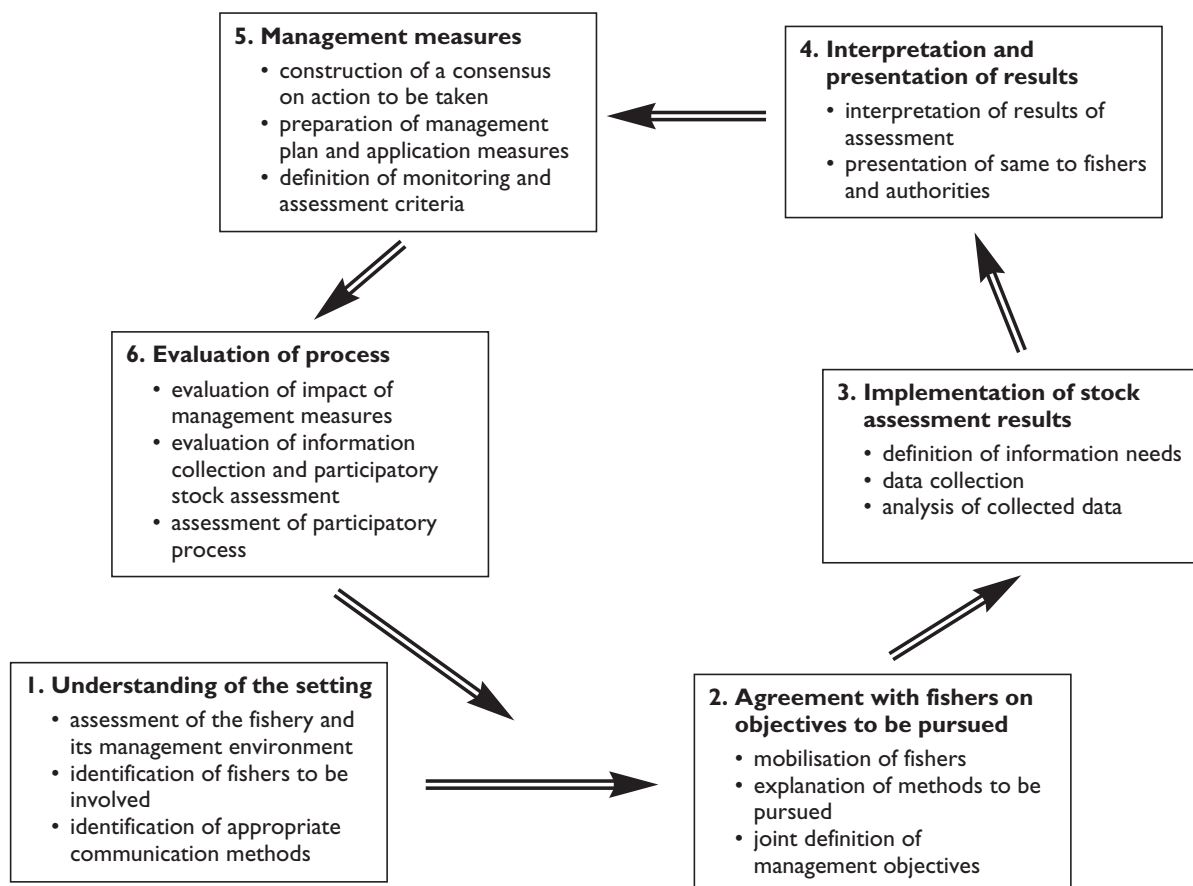 5. Management measures
• construction of a consensus
on action to be taken
• preparation of management
plan and application measures
• definition of monitoring and
assessment criteria
4. Interpretation and
presentation of results
• interpretation of results of
assessment
• presentation of same to fishers
and authorities
6. Evaluation of process
• evaluation of impact of
management measures
• evaluation of information
collection and participatory
stock assessment
• assessment of participatory
process
3. Implementation of stock
assessment results
• definition of information needs
• data collection
• analysis of collected data
1. Understanding of the setting
• assessment of the fishery and
its management environment
• identification of fishers to be
involved
• identification of appropriate
communication methods
2. Agreement with fishers on
objectives to be pursued
• mobilisation of fishers
• explanation of methods to be
pursued
• joint definition of
management objectives